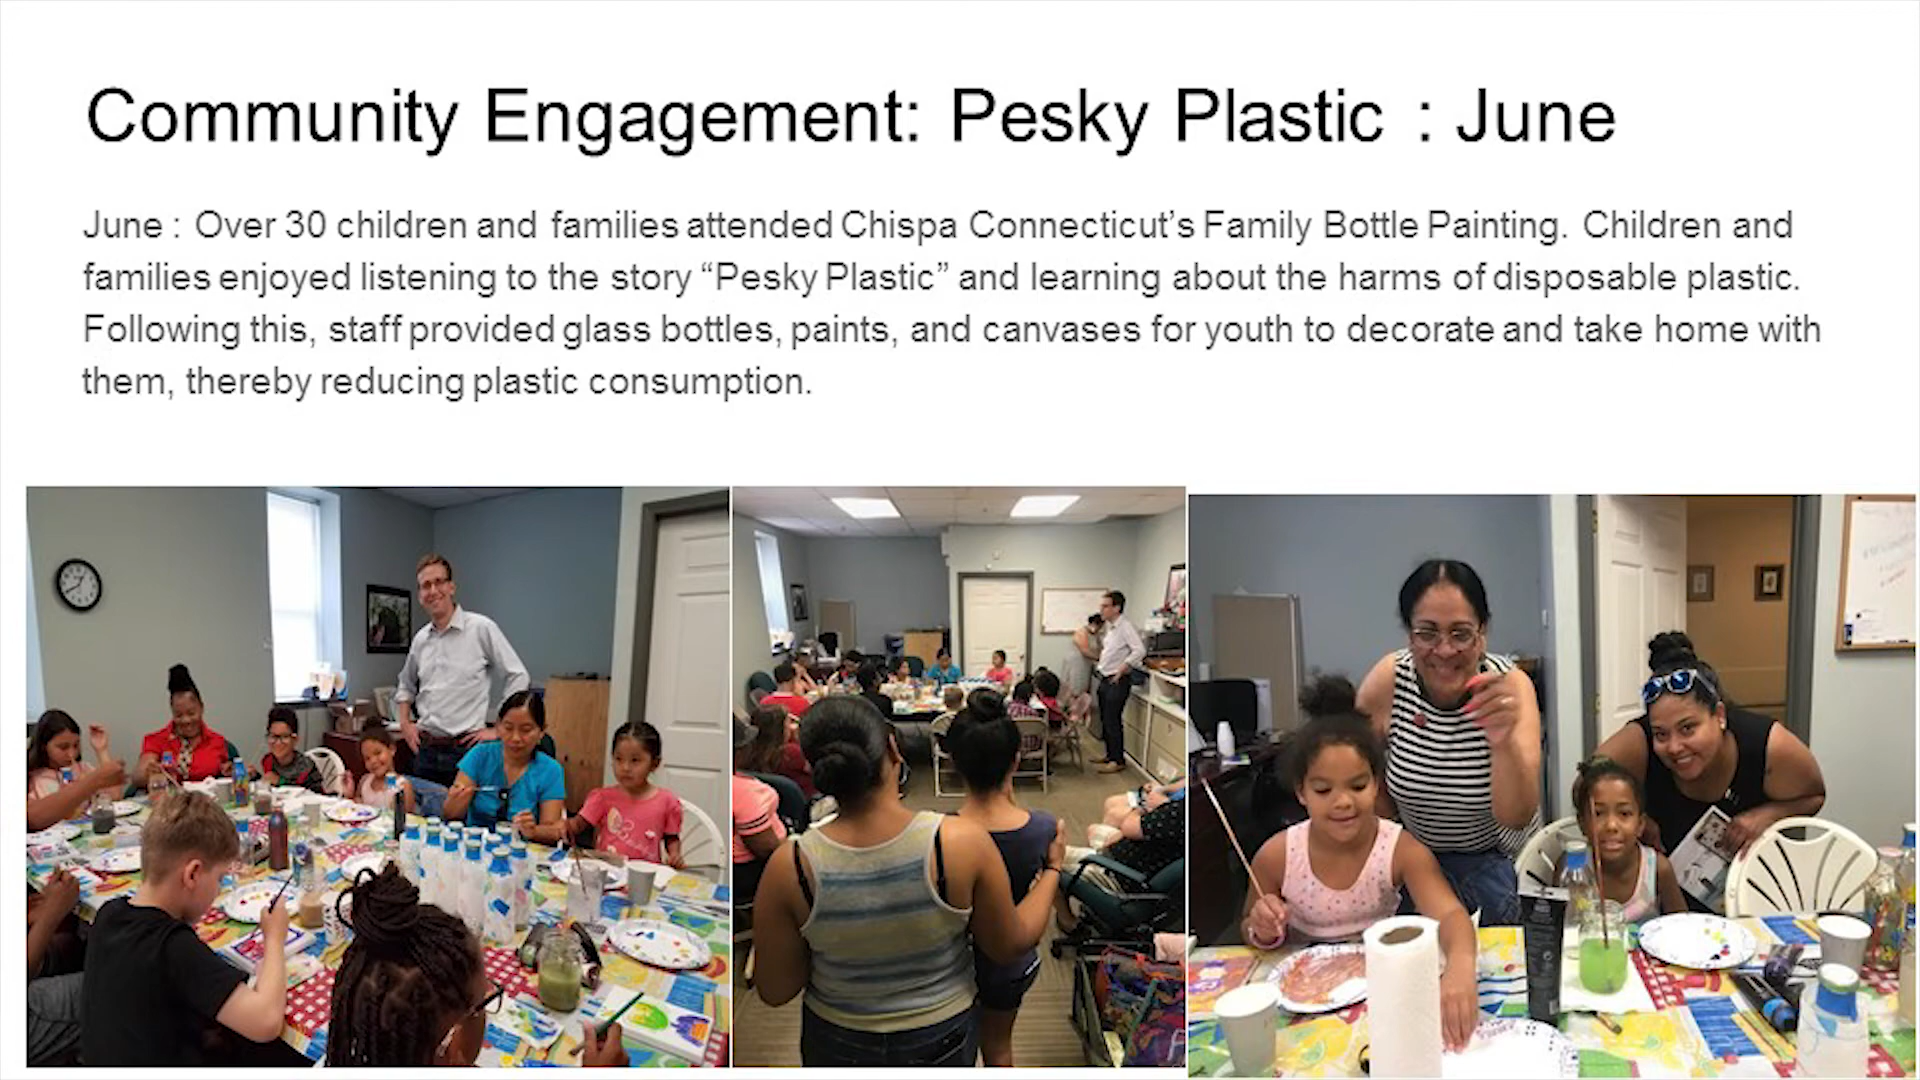 Community Engagement: Pesky Plastic : June
June : Over 30 children and families attended Chispa Connecticut’s Family Bottle Painting. Children and
families enjoyed listening to the story “Pesky Plastic” and learning about the harms of disposable plastic.
Following this, staff provided glass bottles, paints, and canvases for youth to decorate and take home with
them, thereby reducing plastic consumption.